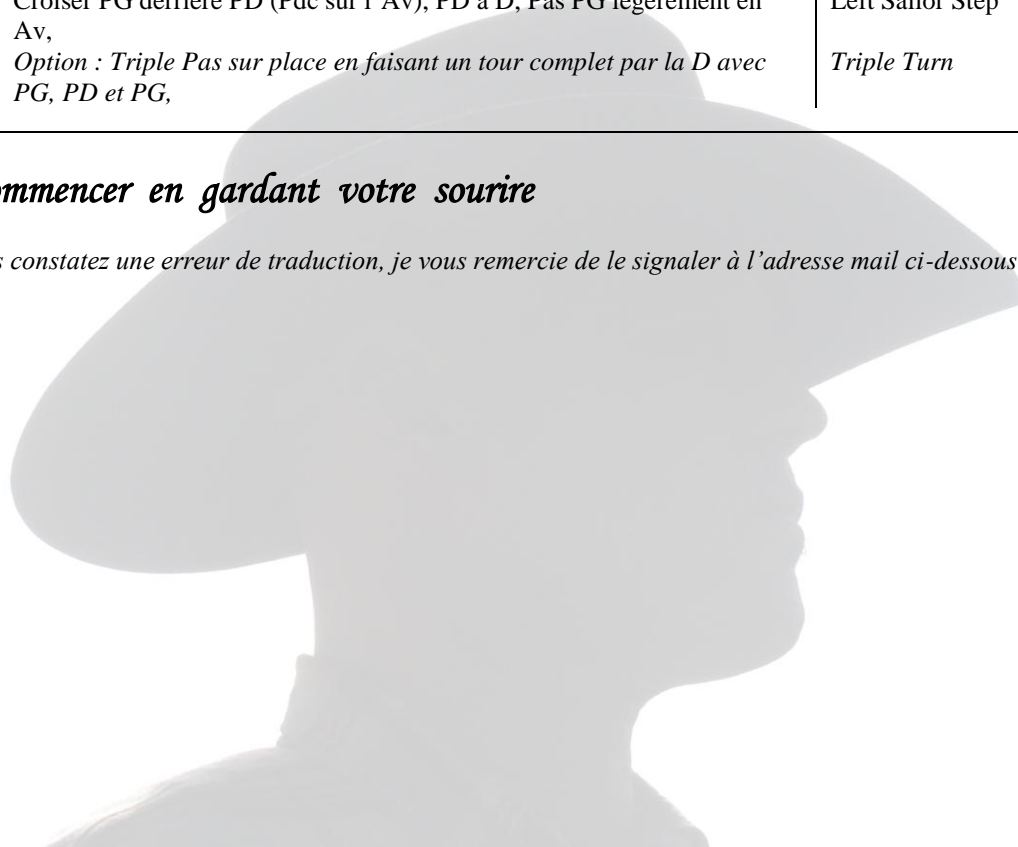 Croiser PG derrière PD (Pdc sur l’Av), PD à D, Pas PG légèrement en Left Sailor Step
Av,
Option : Triple Pas sur place en faisant un tour complet par la D avec Triple Turn
PG, PD et PG,
ommencer en gardant votre sourire
s constatez une erreur de traduction, je vous remercie de le signaler à l’adresse mail ci-dessous